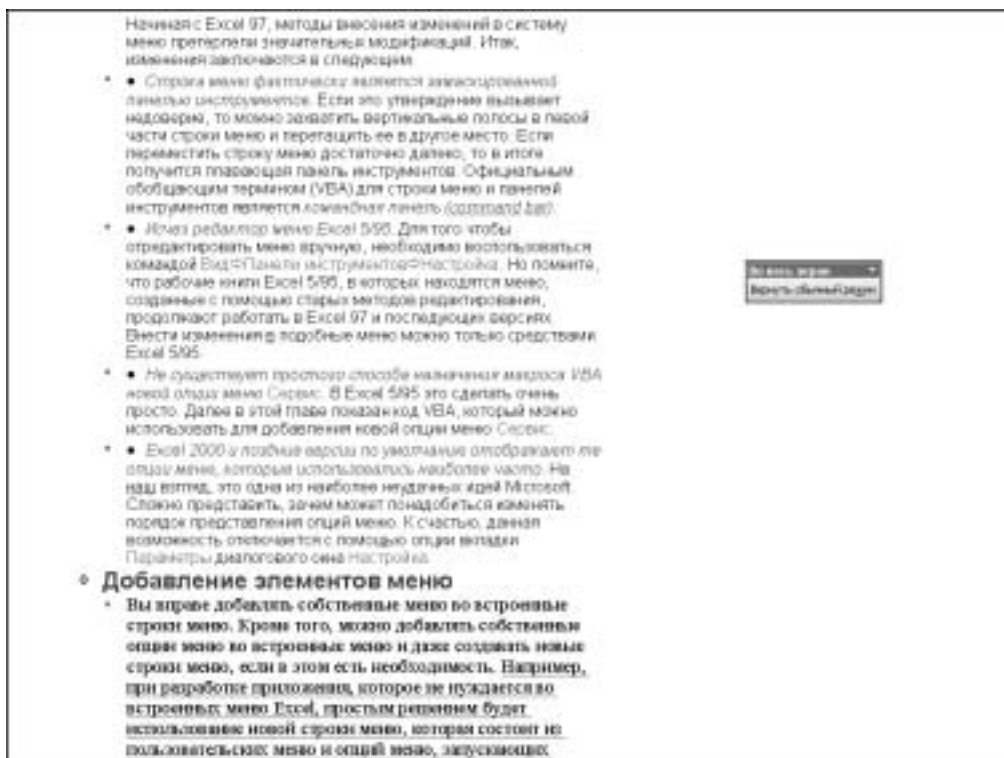 Начиная с Excel 97, методы внесения изменений в систему
меню претерпели значительных модификаций. Итак,
изменения заключаются в следующем
• Строка меню фактически является замаскированной
панелью инструментов. Если это утверждение вызывает
недоверие, то можно захватить вертикальные полосы в левой
части строки меню и перетащить ее в другое место. Если
переместить строку меню достаточно далеко, то в итоге
получится плавающая панель инструментов. Официальным
обобщающим термином (VBA) для строки меню и панелей
инструментов является командная панель (command bar).
• Исчез редактор меню Excel 5/95. Для того чтобы
отредактировать меню вручную, необходимо воспользоваться
командой Вид⇨Панели инструментов⇨Настройка. Но помните,
что рабочие книги Excel 5/95, в которых находятся меню,
созданные с помощью старых методов редактирования,
продолжают работать в Excel 97 и последующих версиях.
Внести изменения в подобные меню можно только средствами
Excel 5/95.
• Не существует простого способа назначения макроса VBA
новой опции меню Сервис. В Excel 5/95 это сделать очень
просто. Далее в этой главе показан код VBA, который можно
использовать для добавления новой опции меню Сервис.
• Excel 2000 и поздние версии по умолчанию отображают те
опции меню, которые использовались наиболее часто. На
наш взгляд, это одна из наиболее неудачных идей Microsoft.
Сложно представить, зачем может понадобиться изменять
порядок представления опций меню. К счастью, данная
возможность отключается с помощью опции вкладки
Параметры диалогового окна Настройка.
Добавление элементов меню
Вы вправе добавлять собственные меню во встроенные
строки меню. Кроме того, можно добавлять собственные
опции меню во встроенные меню и даже создавать новые
строки меню, если в этом есть необходимость. Например,
при разработке приложения, которое не нуждается во
встроенных меню Excel, простым решением будет
использование новой строки меню, которая состоит из
пользовательских меню и опций меню, запускающих
Во весь экран
Вернуть обычный режим